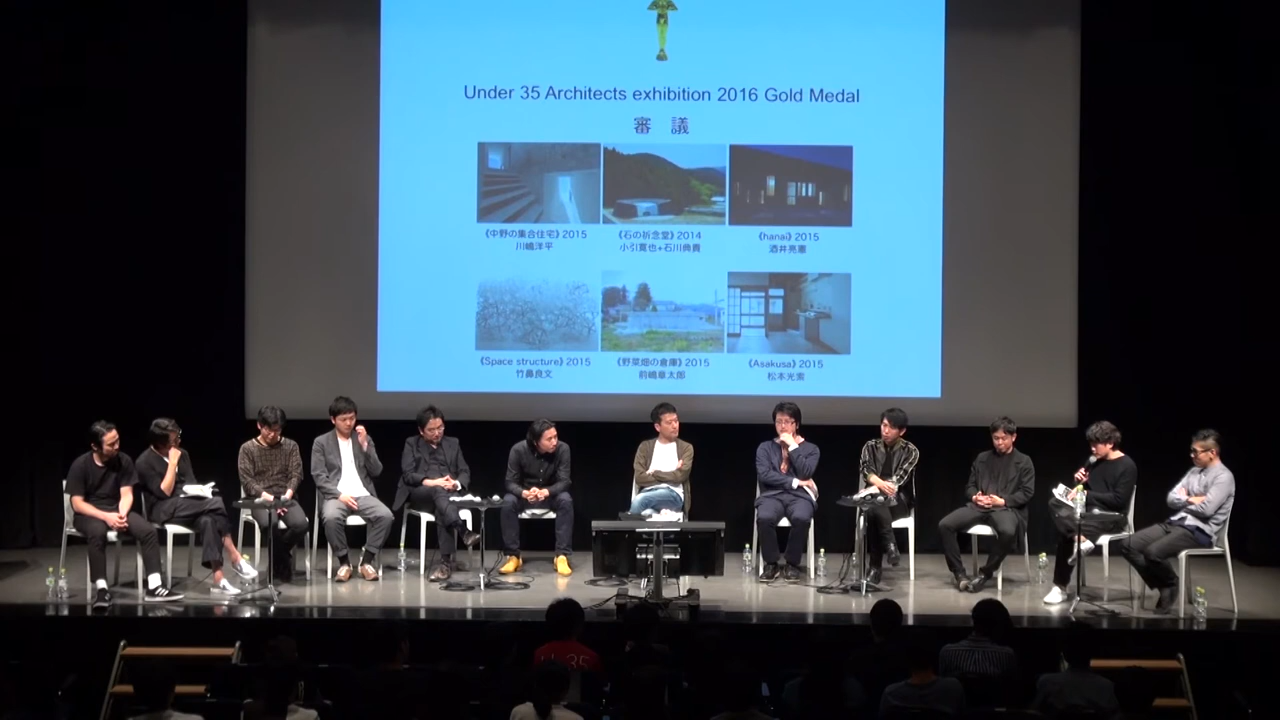 Under 35 Architects exhibition 2016 Gold Medal
審 議
《中野の集合住宅》2015
川嶋洋平
《石の祈念堂》2014
小引寛也+石川典貴
《hanai》2015
酒井亮憲
《Space structure》2015
竹鼻良文
《野菜畑の倉庫》2015
前嶋章太郎
《Asakusa》2015
松本光索
U-35